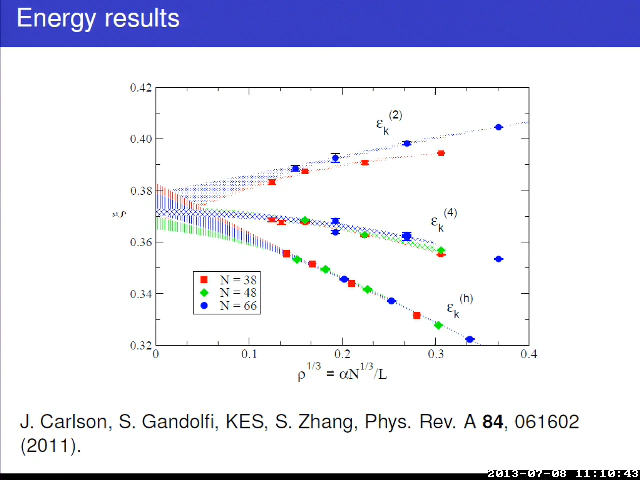 Energy results
0.42
0.40
0.38
0.36
0.34
0.32
ξ
ε_k^(2)
ε_k^(4)
ε_k^(h)
N = 38
N = 48
N = 66
0 0.1 0.2 0.3 0.4
ρ^1/3 = αN^1/3/L
J. Carlson, S. Gandolfi, KES, S. Zhang, Phys. Rev. A 84, 061602
(2011).
2013-07-08 11:10:43